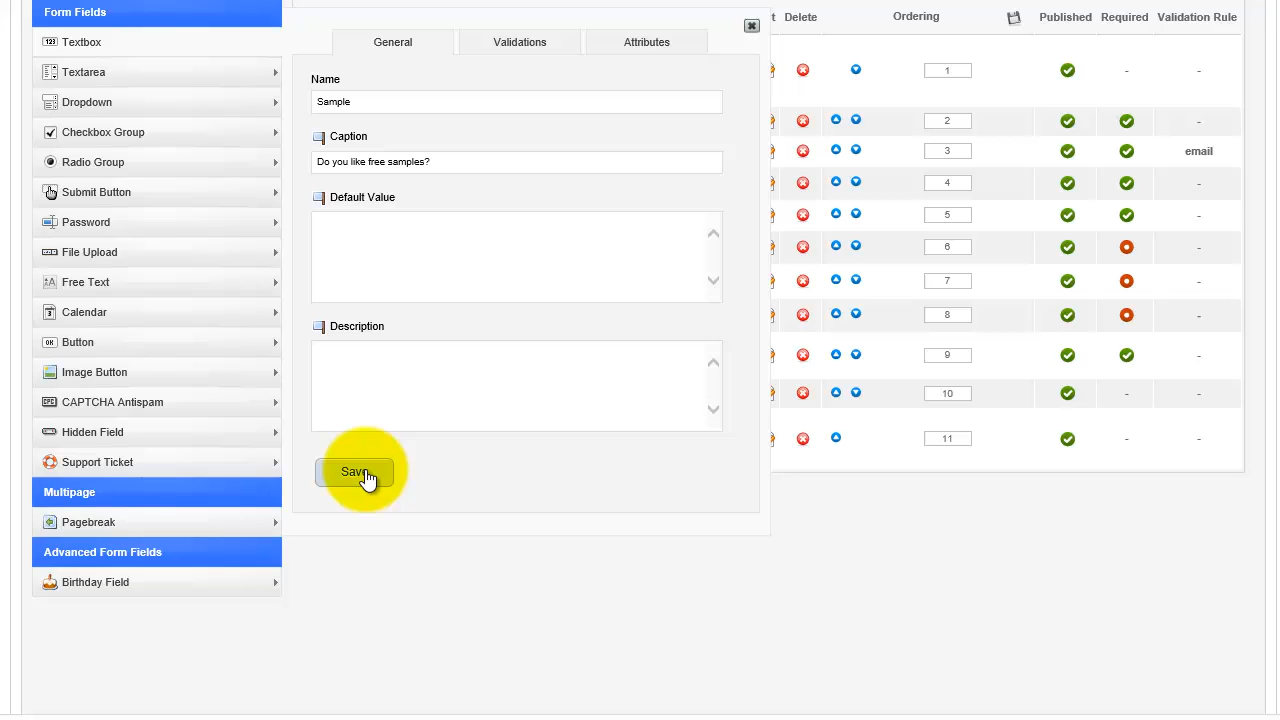 Form Fields
Textbox
Textarea
Dropdown
Checkbox Group
Radio Group
Submit Button
Password
File Upload
Free Text
Calendar
Button
Image Button
CAPTCHA Antispam
Hidden Field
Support Ticket
Multipage
Pagebreak
Advanced Form Fields
Birthday Field
General Validations Attributes
Name
Sample
Caption
Do you like free samples?
Default Value
Description
Save
Delete Ordering Published Required Validation Rule
1 - -
2 -
3 email
4 -
5 -
6 -
7 -
8 -
9 -
10 - -
11 - -